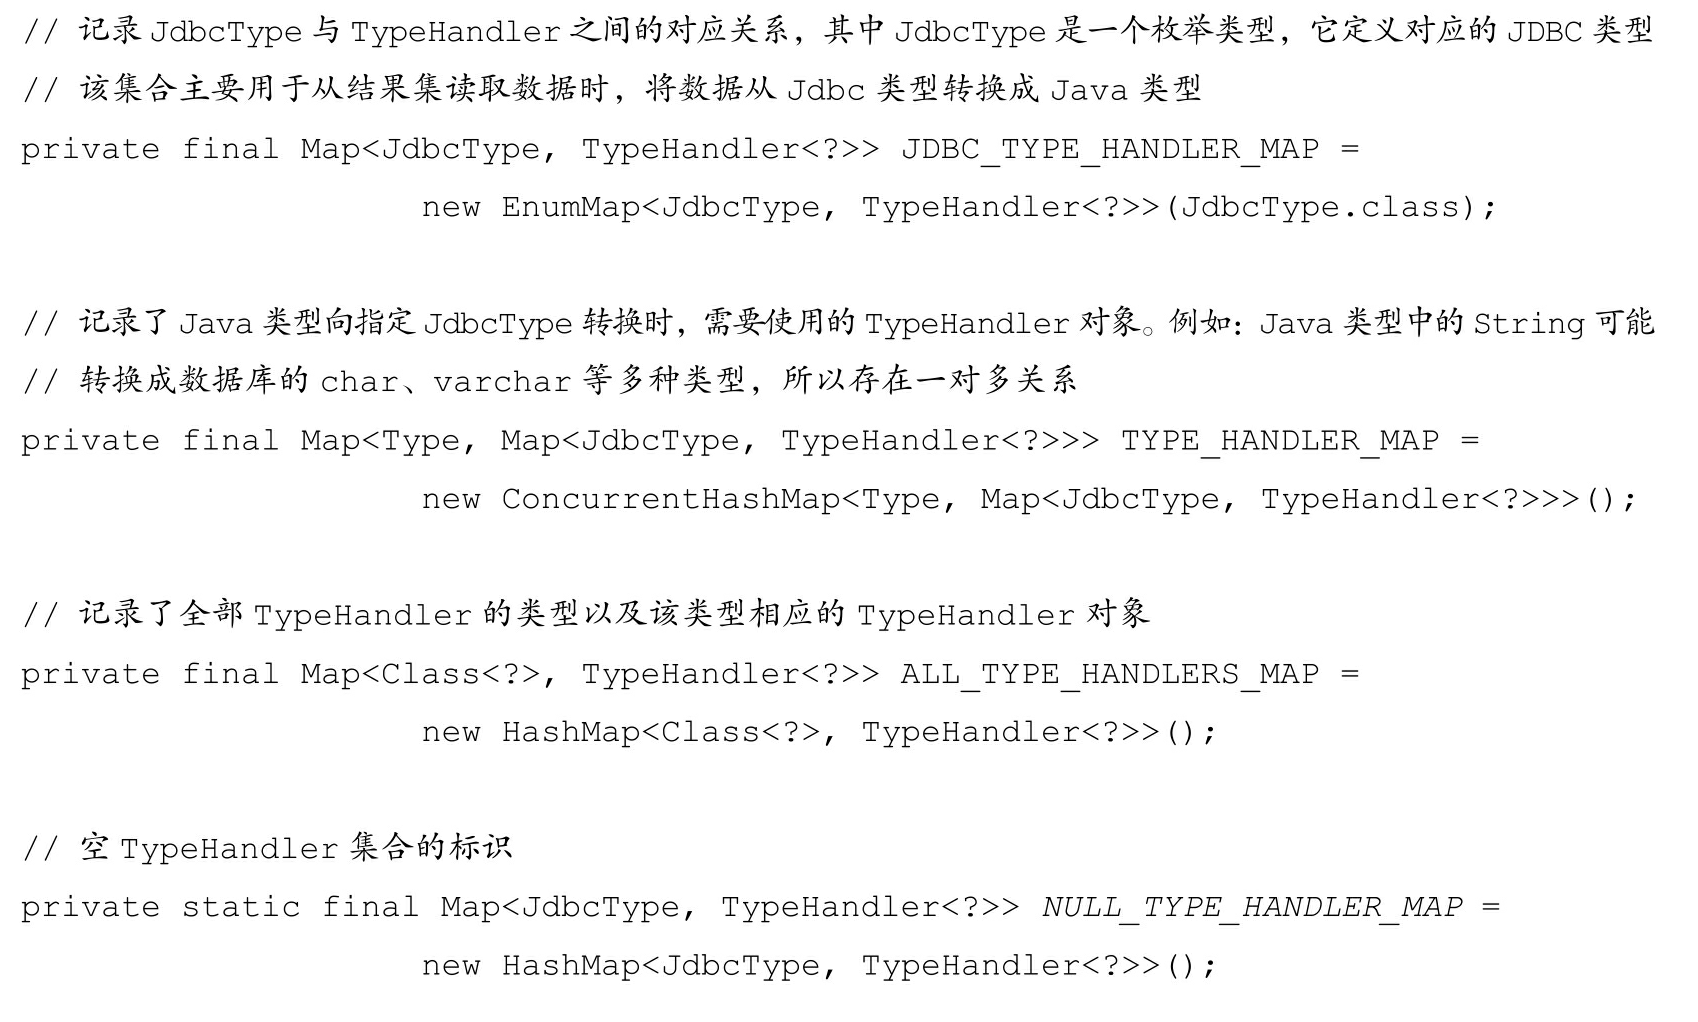 // 记录 JdbcType 与 TypeHandler 之间的对应关系，其中 JdbcType 是一个枚举类型，它定义对应的 JDBC 类型
// 该集合主要用于从结果集读取数据时，将数据从 Jdbc 类型转换成 Java 类型
private final Map<JdbcType, TypeHandler<?>> JDBC_TYPE_HANDLER_MAP =
new EnumMap<JdbcType, TypeHandler<?>>(JdbcType.class);
// 记录了 Java 类型向指定 JdbcType 转换时，需要使用的 TypeHandler 对象。例如：Java 类型中的 String 可能
// 转换成数据库的 char、varchar 等多种类型，所以存在一对多关系
private final Map<Type, Map<JdbcType, TypeHandler<?>>> TYPE_HANDLER_MAP =
new ConcurrentHashMap<Type, Map<JdbcType, TypeHandler<?>>>();
// 记录了全部 TypeHandler 的类型以及该类型相应的 TypeHandler 对象
private final Map<Class<?>, TypeHandler<?>> ALL_TYPE_HANDLERS_MAP =
new HashMap<Class<?>, TypeHandler<?>>();
// 空 TypeHandler 集合的标识
private static final Map<JdbcType, TypeHandler<?>> NULL_TYPE_HANDLER_MAP =
new HashMap<JdbcType, TypeHandler<?>>();